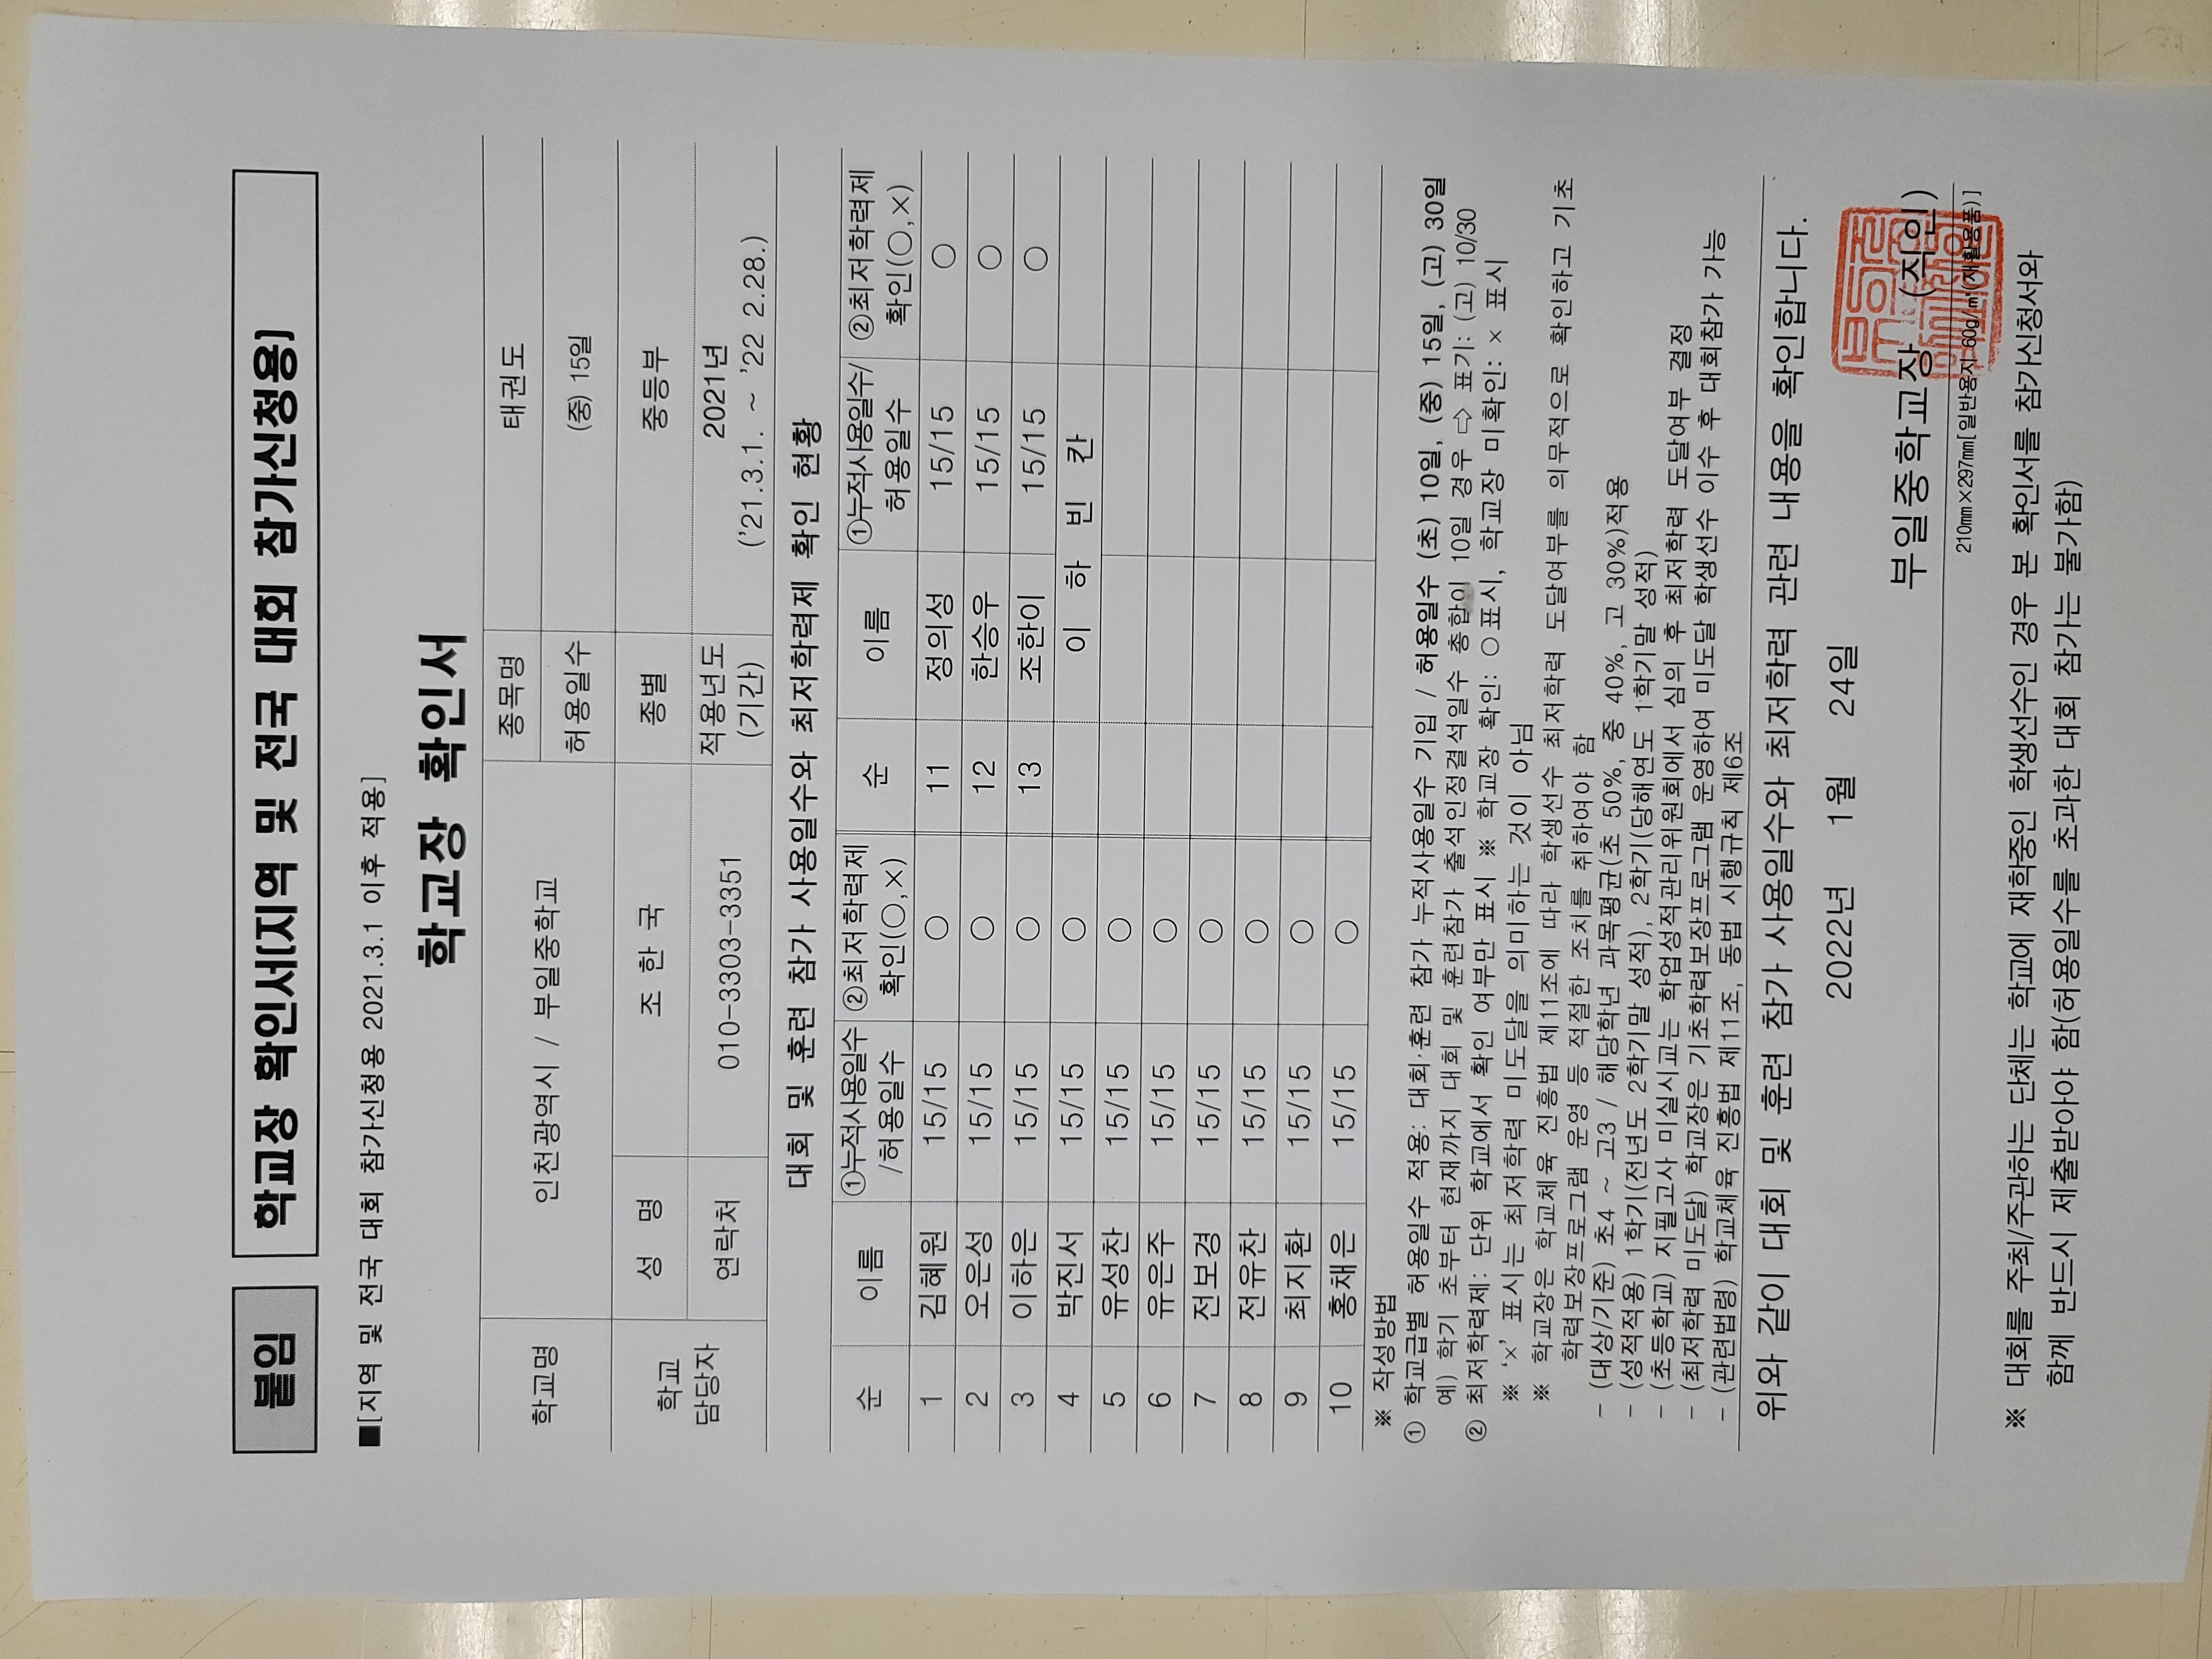 붙임
학교장 확인서(지역 및 전국 대회 참가신청용)
■[지역 및 전국 대회 참가신청용 2021.3.1 이후 적용]
학교장 확인서
학교명 인천광역시 / 부일중학교 종목명 태권도
허용일수 (중) 15일
학교 담당자 성 명 조 한 국 종별 중등부
연락처 010-3303-3351 적용년도 (기간) 2021년 ('21.3.1. ~ '22 2.28.)
대회 및 훈련 참가 사용일수와 최저학력제 확인 현황
순 이름 ①누적사용일수/허용일수 ②최저학력제 확인(○,×) 순 이름 ①누적사용일수/허용일수 ②최저학력제 확인(○,×)
1 김혜원 15/15 ○ 11 정의성 15/15 ○
2 오은성 15/15 ○ 12 한승우 15/15 ○
3 이하은 15/15 ○ 13 조한이 15/15 ○
4 박진서 15/15 ○ 이 하 빈 칸
5 유성찬 15/15 ○
6 유은주 15/15 ○
7 전보경 15/15 ○
8 전유찬 15/15 ○
9 최지환 15/15 ○
10 홍채은 15/15 ○
※ 작성방법
① 학교급별 허용일수 적용: 대회·훈련 참가 누적사용일수 기입 / 허용일수 (초) 10일, (중) 15일, (고) 30일
예) 학기 초부터 현재까지 대회 및 훈련참가 출석인정결석일수 총합이 10일 경우 ⇨ 표기: (고) 10/30
② 최저학력제: 단위 학교에서 확인 여부만 표시 ※ 학교장 확인: ○표시, 학교장 미확인: × 표시
※ '×' 표시는 최저학력 미도달을 의미하는 것이 아님
※ 학교장은 학교체육 진흥법 제11조에 따라 학생선수 최저학력 도달여부를 의무적으로 확인하고 기초
학력보장프로그램 운영 등 적절한 조치를 취하여야 함
- (대상/기준) 초4 ~ 고3 / 해당학년 과목평균(초 50%, 중 40%, 고 30%)적용
- (성적적용) 1학기(전년도 2학기말 성적), 2학기(당해연도 1학기말 성적)
- (초등학교) 지필고사 미실시교는 학업성적관리위원회에서 심의 후 최저학력 도달여부 결정
- (최저학력 미도달) 학교장은 기초학력보장프로그램 운영하여 미도달 학생선수 이수 후 대회참가 가능
- (관련법령) 학교체육 진흥법 제11조, 동법 시행규칙 제6조
위와 같이 대회 및 훈련 참가 사용일수와 최저학력 관련 내용을 확인합니다.
2022년 1월 24일
부일중학교장 (직인)
210㎜×297㎜[일반용지 60g/㎡(재활용품)]
※ 대회를 주최/주관하는 단체는 학교에 재학중인 학생선수인 경우 본 확인서를 참가신청서와
함께 반드시 제출받아야 함(허용일수를 초과한 대회 참가는 불가함)